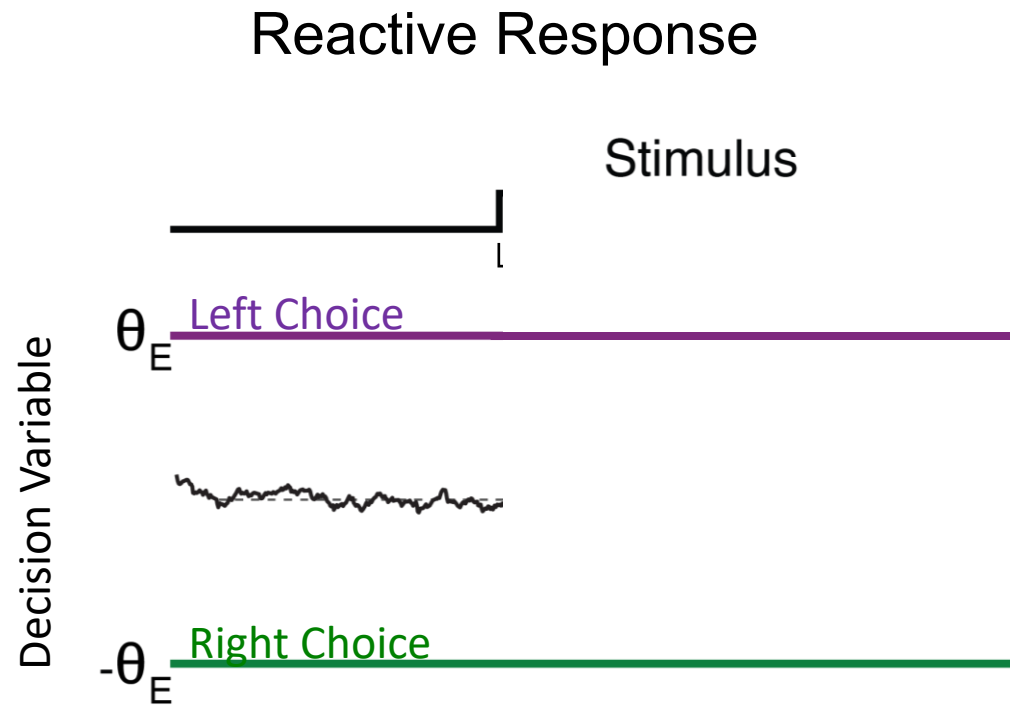 Reactive Response
Stimulus
Left Choice
θE
Decision Variable
Right Choice
-θE